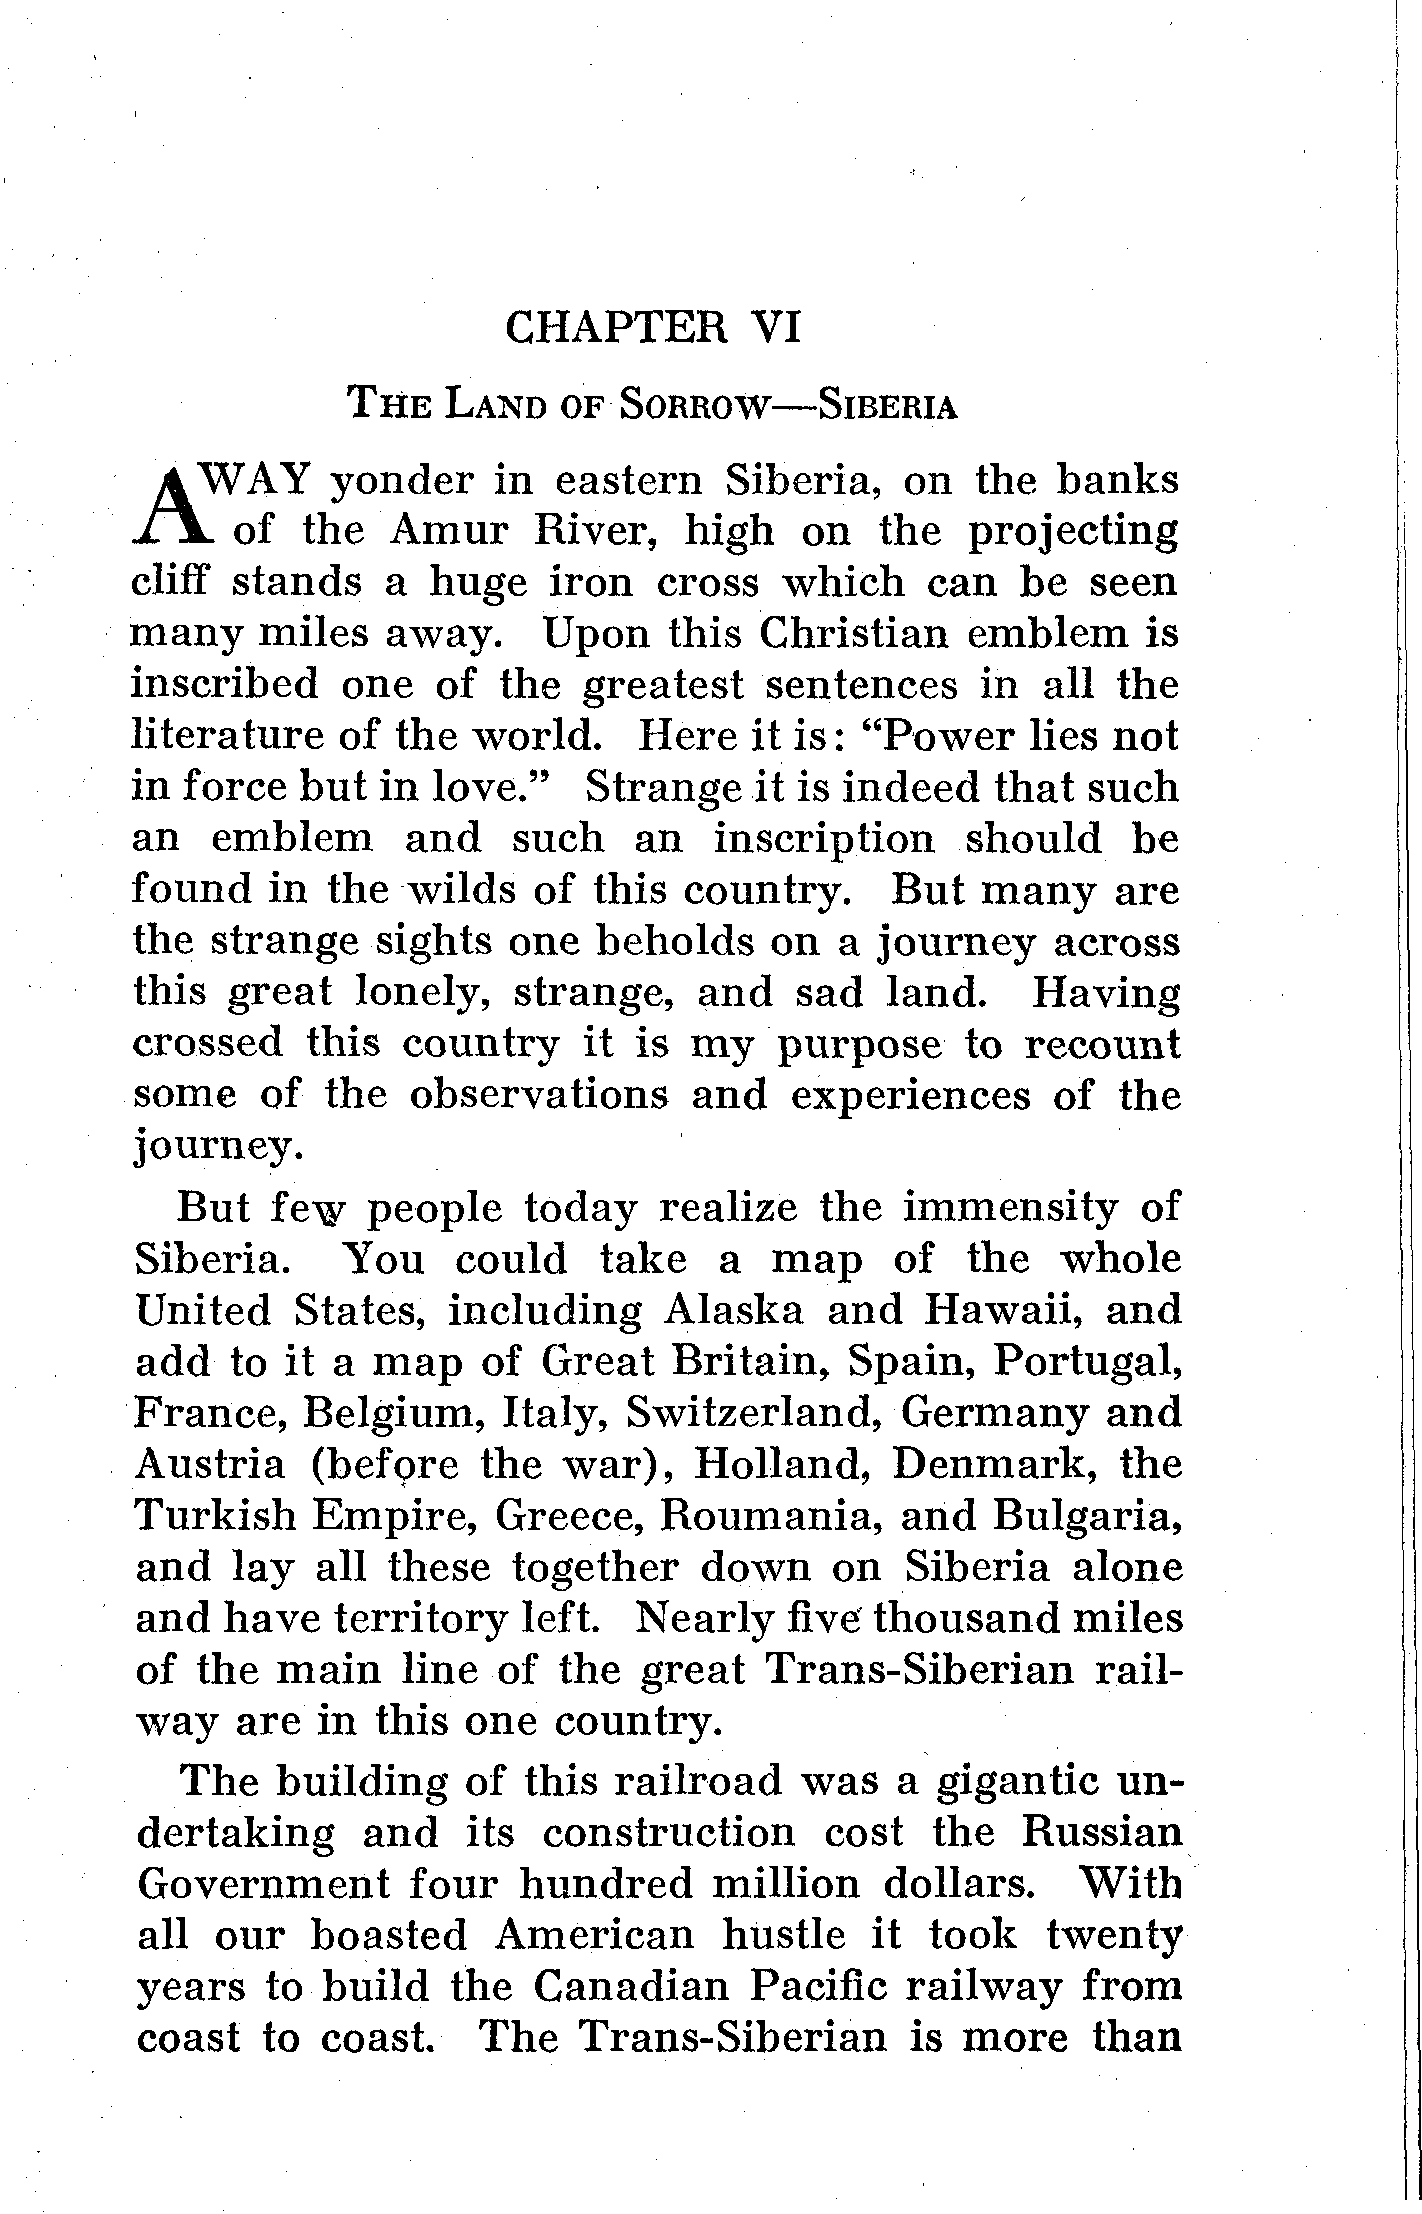 CHAPTER VI
THE LAND OF SORROW—SIBERIA
AWAY yonder in eastern Siberia, on the banks
of the Amur River, high on the projecting
cliff stands a huge iron cross which can be seen
many miles away. Upon this Christian emblem is
inscribed one of the greatest sentences in all the
literature of the world. Here it is: “Power lies not
in force but in love.” Strange it is indeed that such
an emblem and such an inscription should be
found in the wilds of this country. But many are
the strange sights one beholds on a journey across
this great lonely, strange, and sad land. Having
crossed this country it is my purpose to recount
some of the observations and experiences of the
journey.
But few people today realize the immensity of
Siberia. You could take a map of the whole
United States, including Alaska and Hawaii, and
add to it a map of Great Britain, Spain, Portugal,
France, Belgium, Italy, Switzerland, Germany and
Austria (before the war), Holland, Denmark, the
Turkish Empire, Greece, Roumania, and Bulgaria,
and lay all these together down on Siberia alone
and have territory left. Nearly five thousand miles
of the main line of the great Trans-Siberian rail-
way are in this one country.
The building of this railroad was a gigantic un-
dertaking and its construction cost the Russian
Government four hundred million dollars. With
all our boasted American hustle it took twenty
years to build the Canadian Pacific railway from
coast to coast. The Trans-Siberian is more than